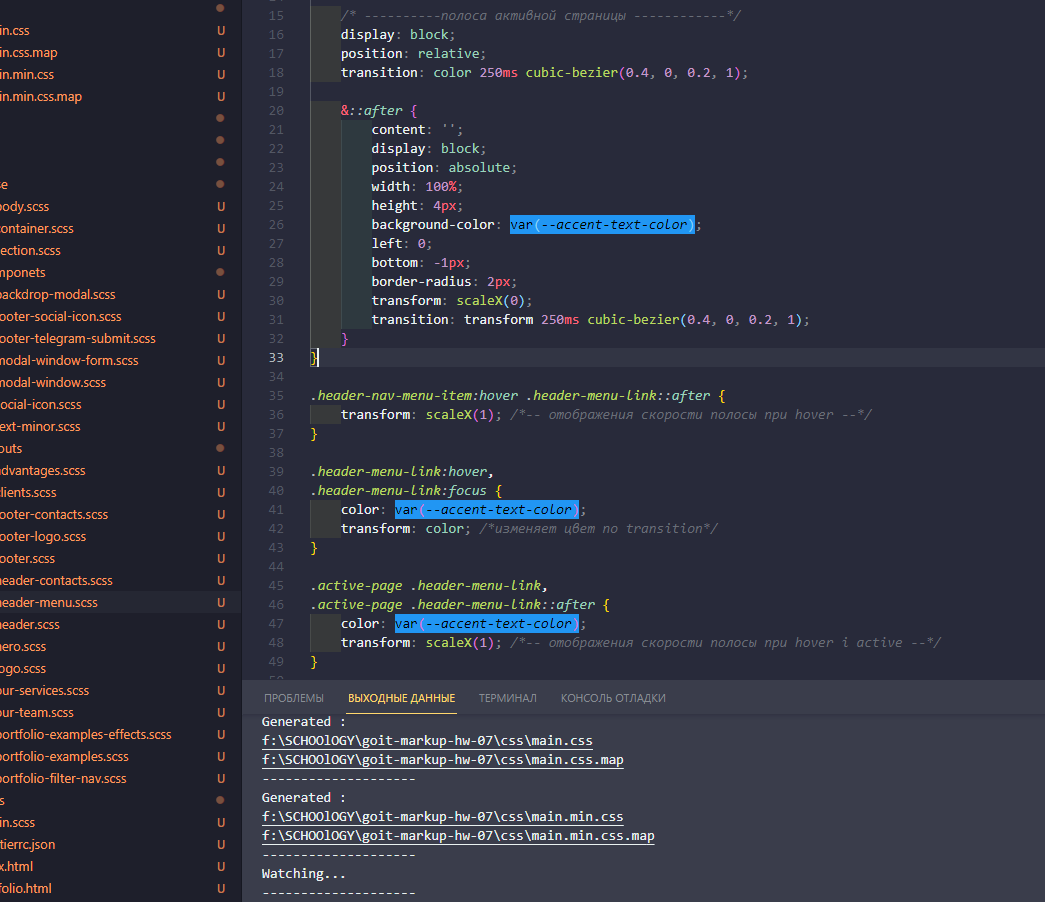 in.css U
in.css.map U
in.min.css U
in.min.css.map U
se
body.scss U
container.scss U
ection.scss U
mponets
backdrop-modal.scss U
ooter-social-icon.scss U
ooter-telegram-submit.scss U
modal-window-form.scss U
modal-window.scss U
ocial-icon.scss U
ext-minor.scss U
outs
advantages.scss U
clients.scss U
ooter-contacts.scss U
ooter-logo.scss U
ooter.scss U
header-contacts.scss U
header-menu.scss U
header.scss U
hero.scss U
ogo.scss U
our-services.scss U
our-team.scss U
portfolio-examples-effects.scss U
portfolio-examples.scss U
portfolio-filter-nav.scss U
s
in.scss U
tierrc.json U
x.html U
folio.html U
15 /* ----------полоса активной страницы ------------*/
16 display: block;
17 position: relative;
18 transition: color 250ms cubic-bezier(0.4, 0, 0.2, 1);
19
20 &::after {
21 content: '';
22 display: block;
23 position: absolute;
24 width: 100%;
25 height: 4px;
26 background-color: var(--accent-text-color);
27 left: 0;
28 bottom: -1px;
29 border-radius: 2px;
30 transform: scaleX(0);
31 transition: transform 250ms cubic-bezier(0.4, 0, 0.2, 1);
32 }
33 }
34
35 .header-nav-menu-item:hover .header-menu-link::after {
36 transform: scaleX(1); /*-- отображения скорости полосы при hover --*/
37 }
38
39 .header-menu-link:hover,
40 .header-menu-link:focus {
41 color: var(--accent-text-color);
42 transform: color; /*изменяет цвет по transition*/
43 }
44
45 .active-page .header-menu-link,
46 .active-page .header-menu-link::after {
47 color: var(--accent-text-color);
48 transform: scaleX(1); /*-- отображения скорости полосы при hover i active --*/
49 }
ПРОБЛЕМЫ ВЫХОДНЫЕ ДАННЫЕ ТЕРМИНАЛ КОНСОЛЬ ОТЛАДКИ
Generated :
f:\SCHOOlOGY\goit-markup-hw-07\css\main.css
f:\SCHOOlOGY\goit-markup-hw-07\css\main.css.map
--------------------
Generated :
f:\SCHOOlOGY\goit-markup-hw-07\css\main.min.css
f:\SCHOOlOGY\goit-markup-hw-07\css\main.min.css.map
--------------------
Watching...
--------------------